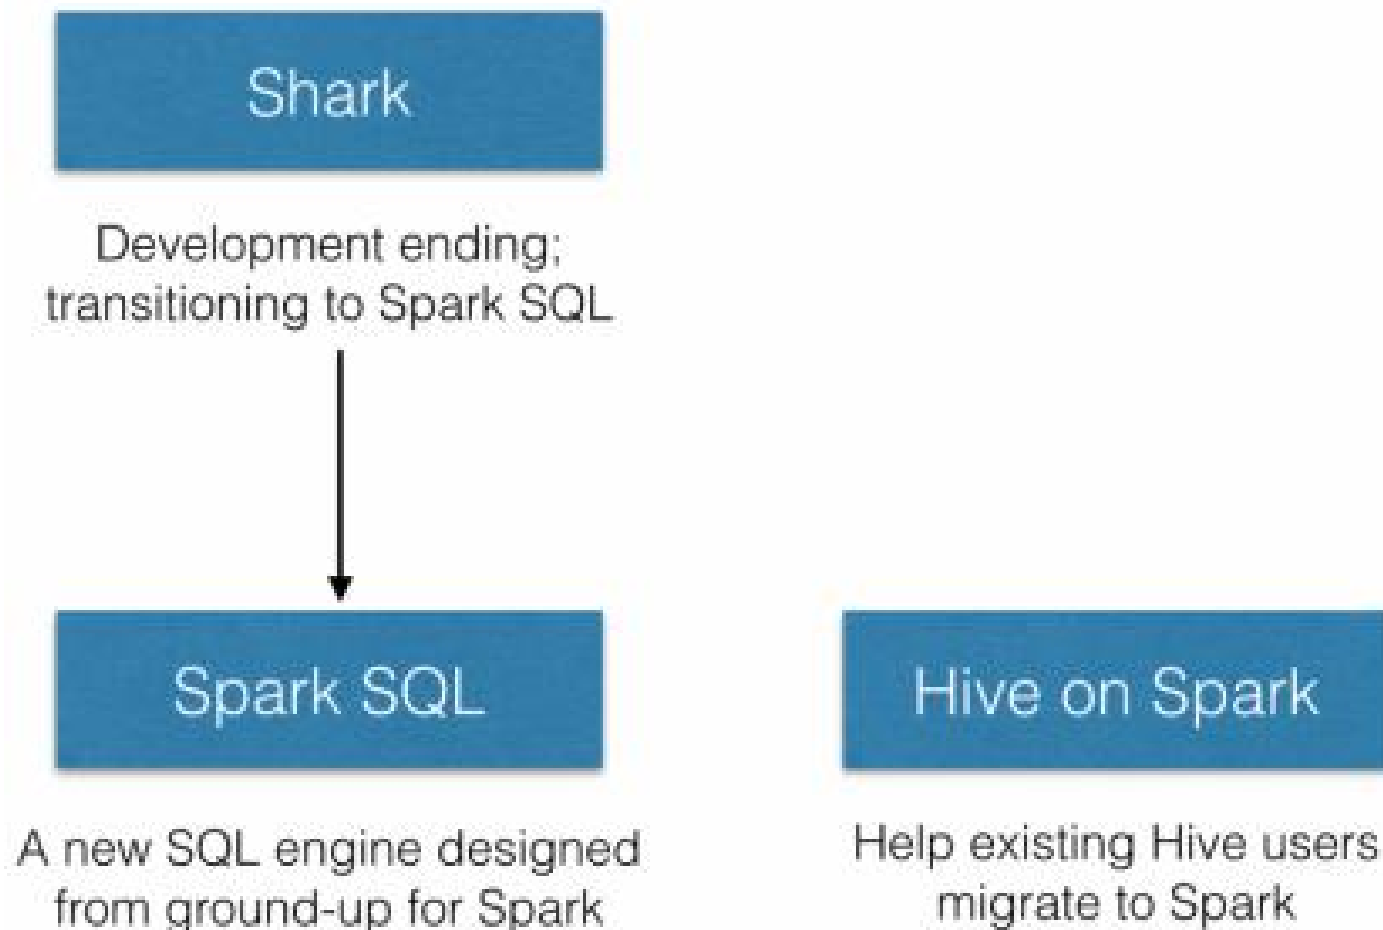 Shark
Development ending;
transitioning to Spark SQL
Spark SQL
Hive on Spark
A new SQL engine designed
from ground-up for Spark
Help existing Hive users
migrate to Spark